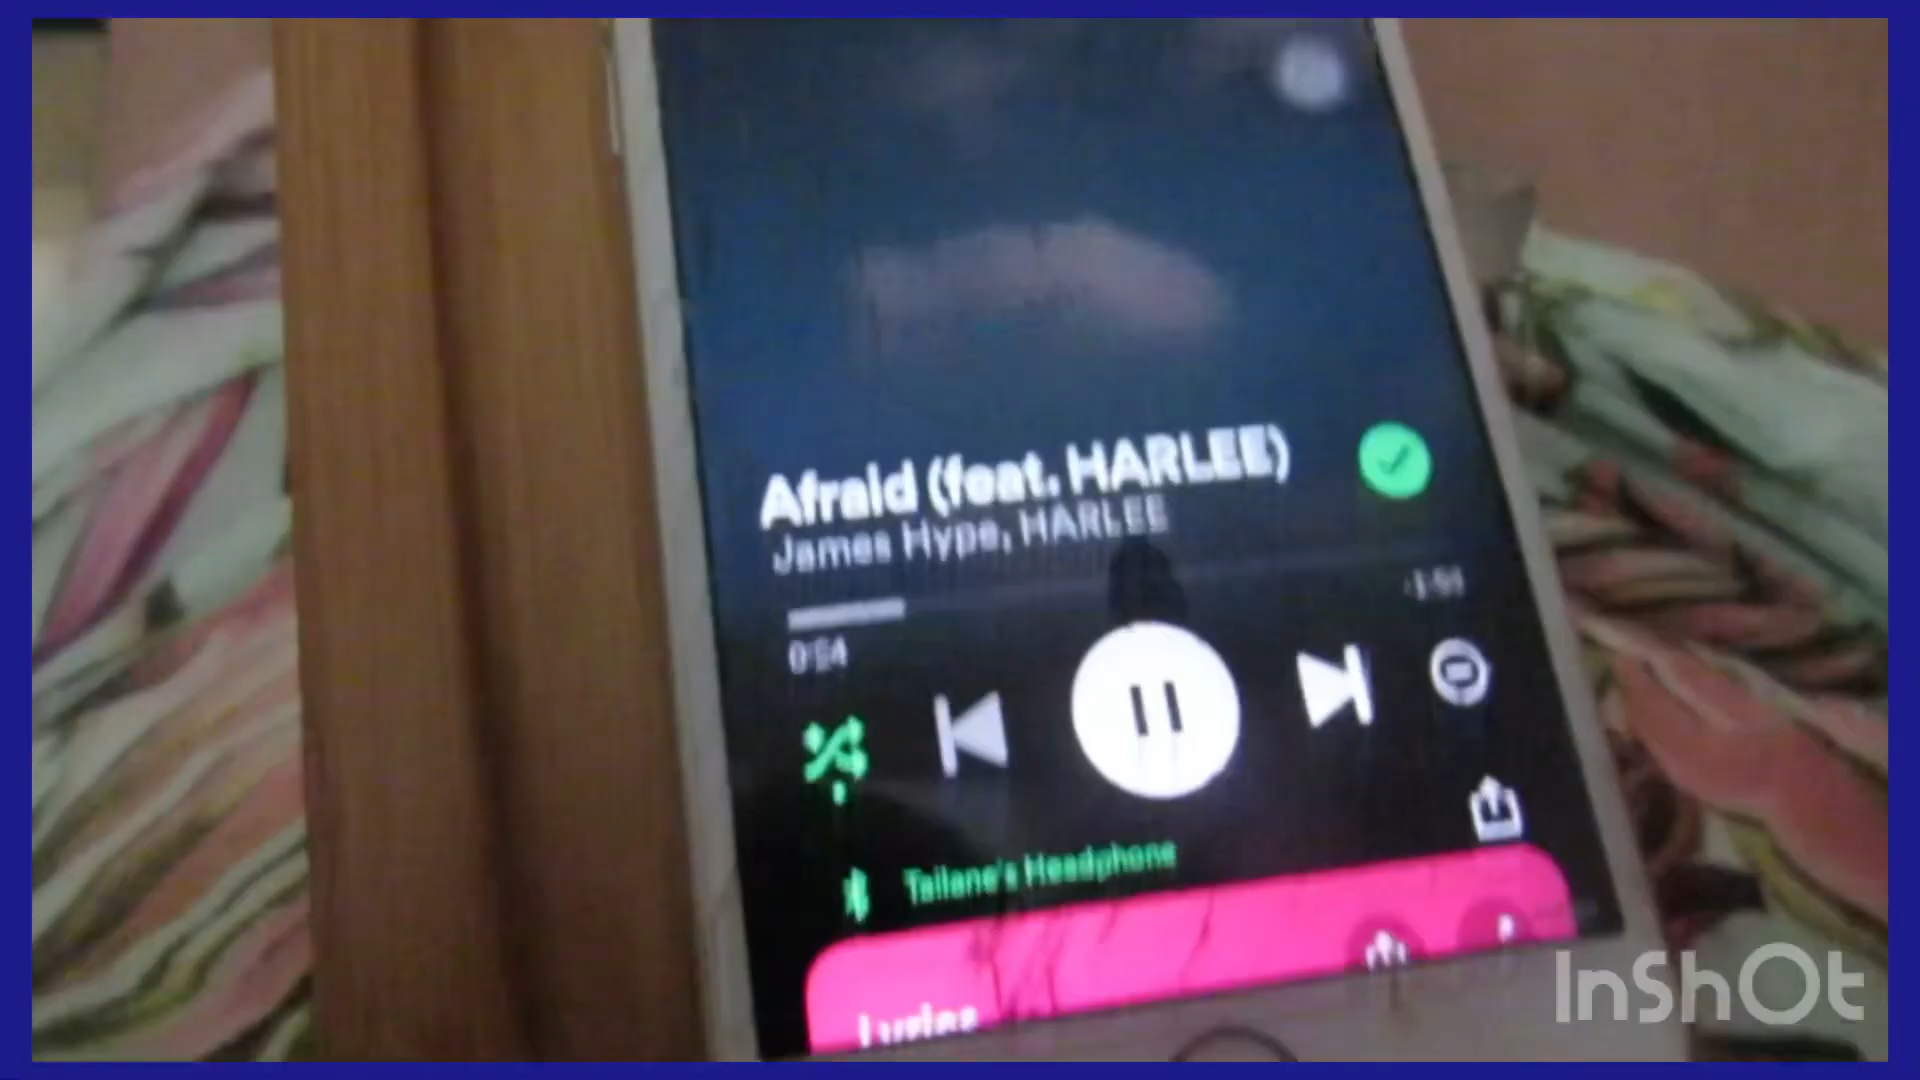 Afraid (feat. HARLEE)
James Hype, HARLEE
0:54
Tailane's Headphone
Lyrics
InShOt